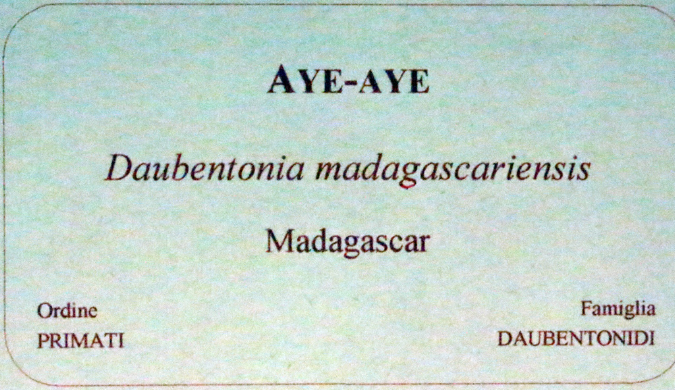 AYE-AYE
Daubentonia madagascariensis
Madagascar
Ordine
PRIMATI
Famiglia
DAUBENTONIDI